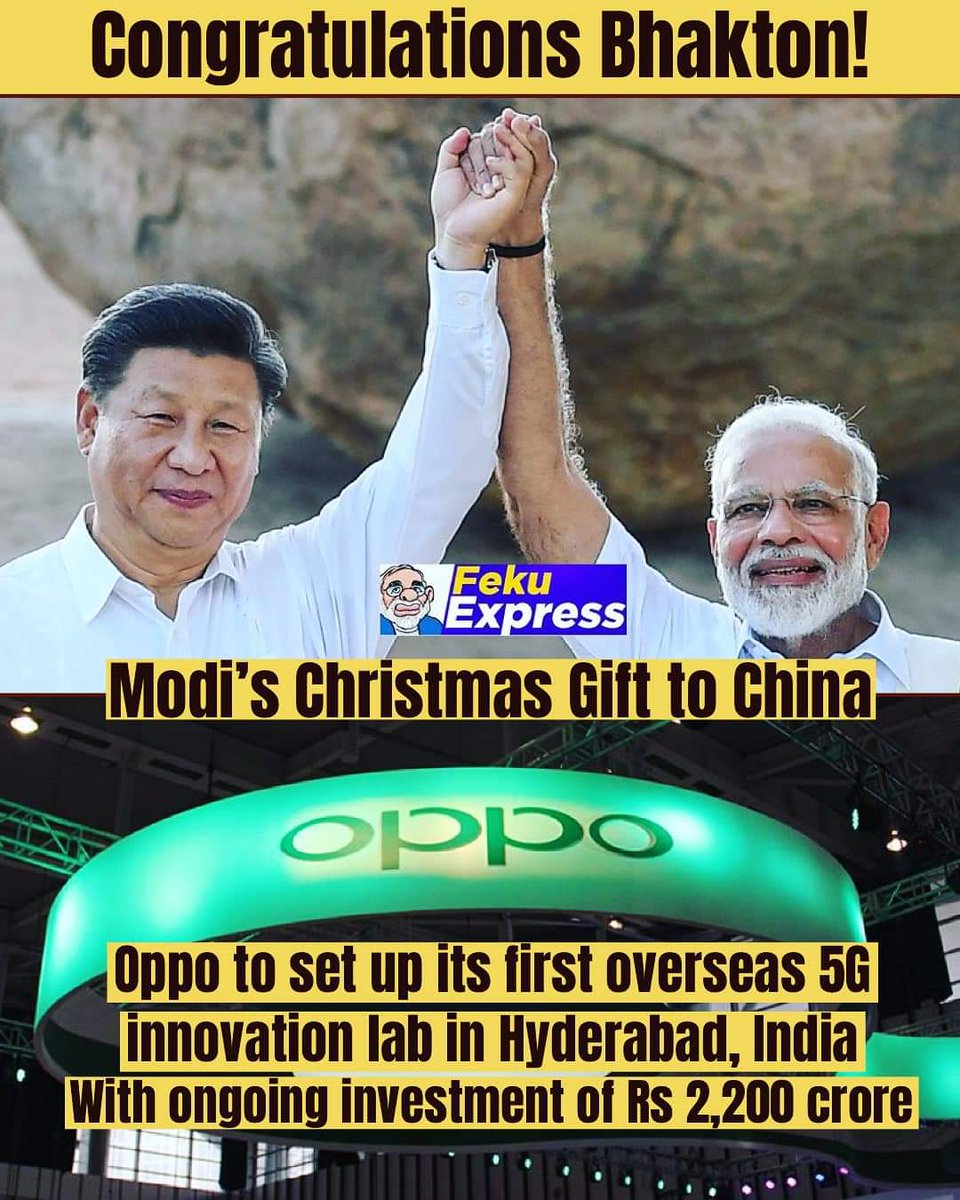 Congratulations Bhakton!
Feku
Express
Modi's Christmas Gift to China
oppo
Oppo to set up its first overseas 5G
innovation lab in Hyderabad, India
With ongoing investment of Rs 2,200 crore